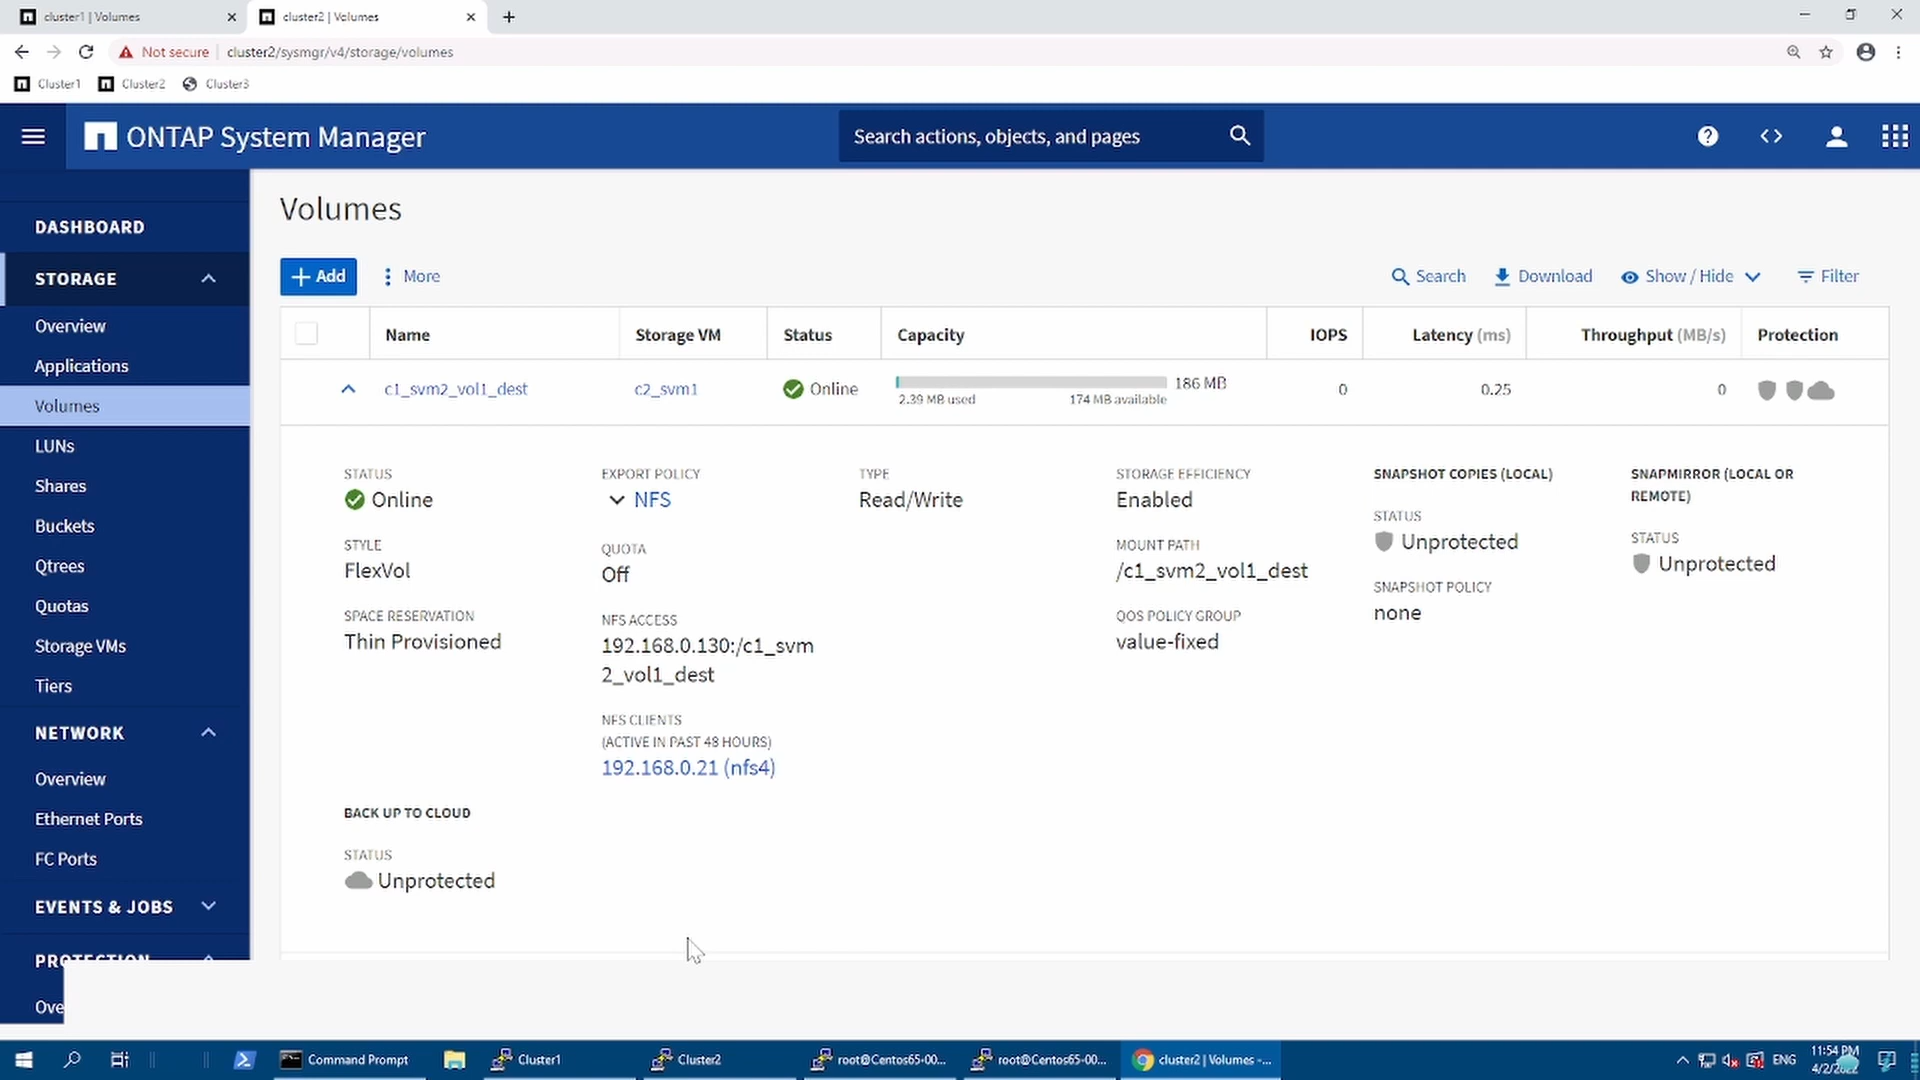 cluster1 | Volumes
cluster2 | Volumes
Not secure
cluster2/sysmgr/v4/storage/volumes
Cluster1
Cluster2
Cluster3
ONTAP System Manager
Search actions, objects, and pages
DASHBOARD
STORAGE
Overview
Applications
Volumes
LUNs
Shares
Buckets
Qtrees
Quotas
Storage VMs
Tiers
NETWORK
Overview
Ethernet Ports
FC Ports
EVENTS & JOBS
PROTECTION
Ove
Volumes
Add
More
Search
Download
Show / Hide
Filter
Name
Storage VM
Status
Capacity
IOPS
Latency (ms)
Throughput (MB/s)
Protection
c1_svm2_vol1_dest
c2_svm1
Online
186 MB
2.39 MB used
174 MB available
0
0.25
0
STATUS
Online
STYLE
FlexVol
SPACE RESERVATION
Thin Provisioned
EXPORT POLICY
NFS
QUOTA
Off
NFS ACCESS
192.168.0.130:/c1_svm
2_vol1_dest
NFS CLIENTS
(ACTIVE IN PAST 48 HOURS)
192.168.0.21 (nfs4)
TYPE
Read/Write
STORAGE EFFICIENCY
Enabled
MOUNT PATH
/c1_svm2_vol1_dest
QOS POLICY GROUP
value-fixed
SNAPSHOT COPIES (LOCAL)
STATUS
Unprotected
SNAPSHOT POLICY
none
SNAPMIRROR (LOCAL OR
REMOTE)
STATUS
Unprotected
BACK UP TO CLOUD
STATUS
Unprotected
Command Prompt
Cluster1
Cluster2
root@Centos65-00...
root@Centos65-00...
cluster2 | Volumes -...
ENG
11:54 PM